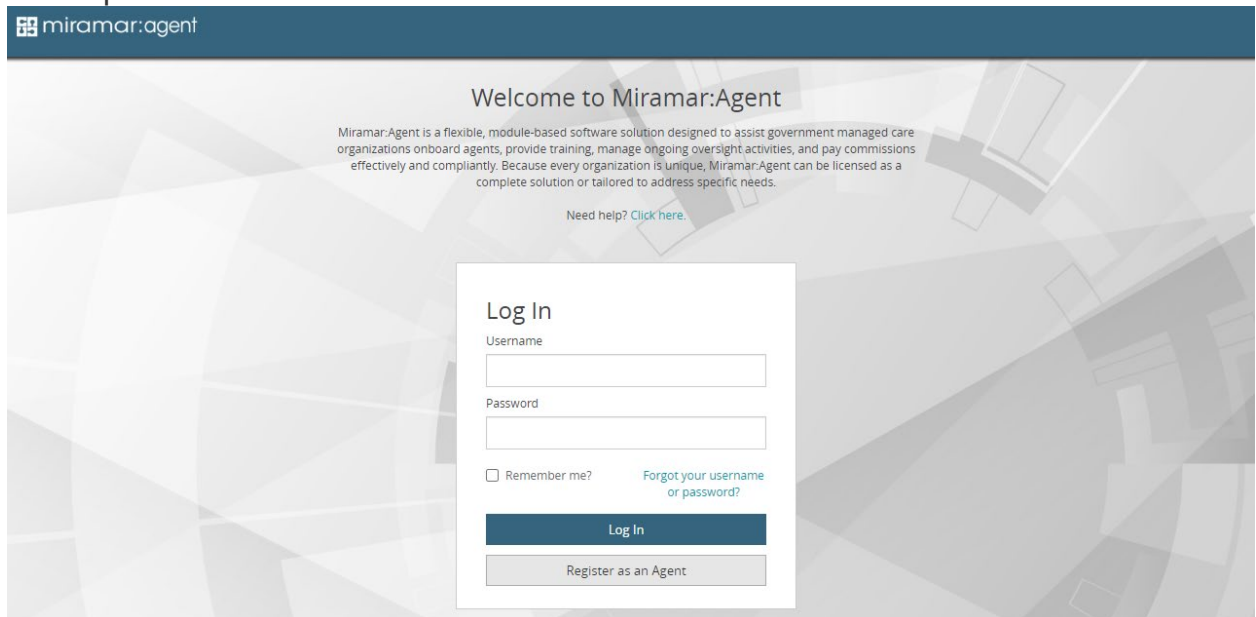 miramar:agent
Welcome to Miramar:Agent
Miramar:Agent is a flexible, module-based software solution designed to assist government managed care
organizations onboard agents, provide training, manage ongoing oversight activities, and pay commissions
effectively and compliantly. Because every organization is unique, Miramar:Agent can be licensed as a
complete solution or tailored to address specific needs.
Need help? Click here.
Log In
Username
Password
Remember me?
Forgot your username
or password?
Log In
Register as an Agent